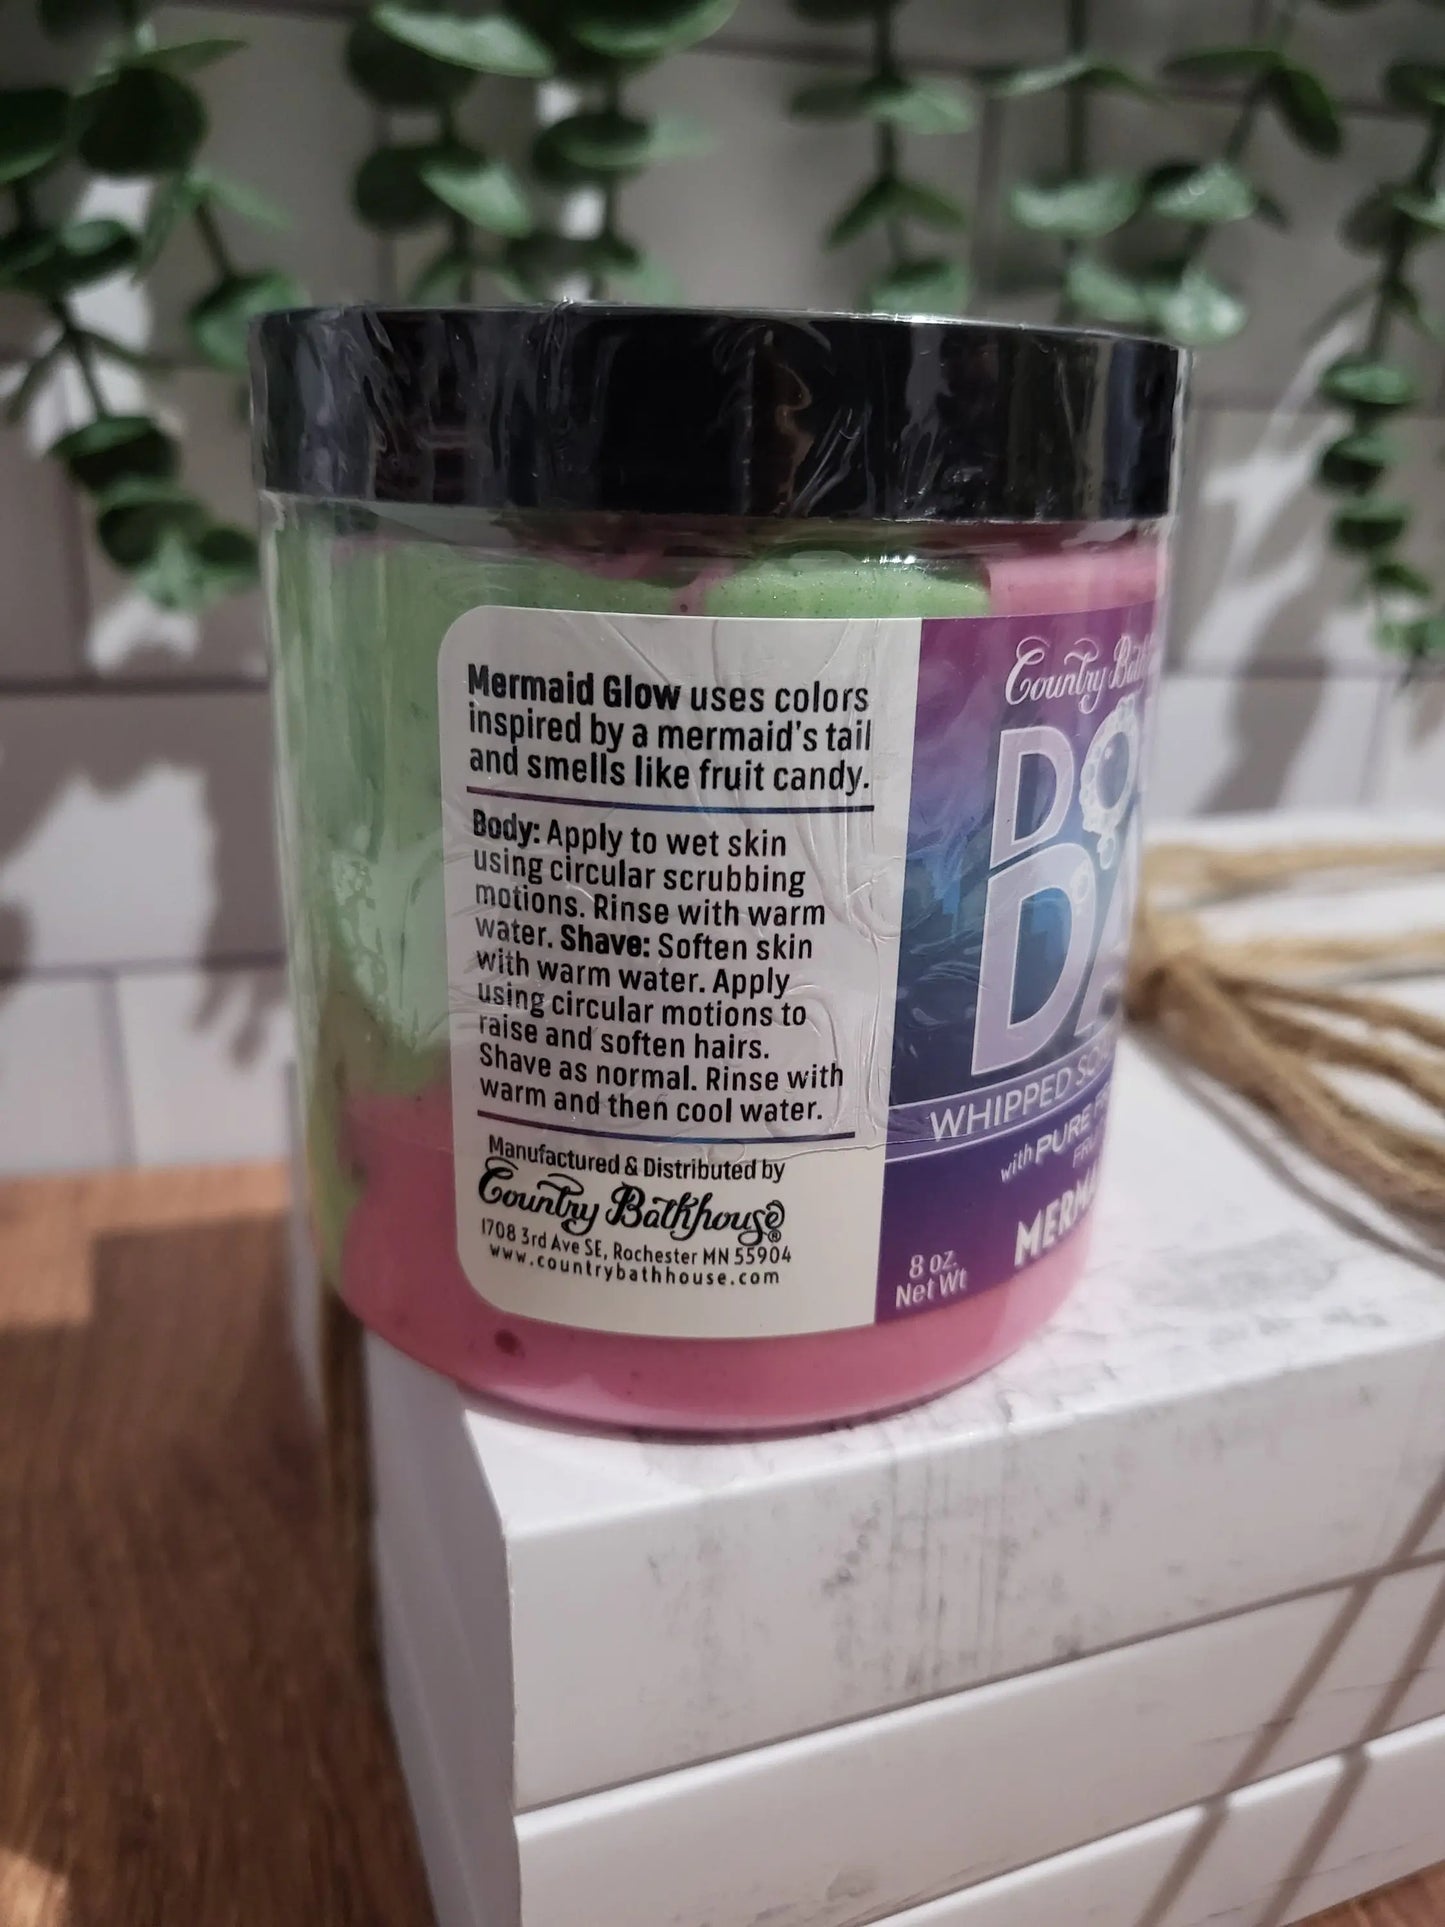 Mermaid Glow uses colors
inspired by a mermaid's tail
and smells like fruit candy.
Body: Apply to wet skin
using circular scrubbing
motions. Rinse with warm
water. Shave: Soften skin
with warm water. Apply
using circular motions to
raise and soften hairs.
Shave as normal. Rinse with
warm and then cool water.
Manufactured & Distributed by
Country Bathhouse®
1708 3rd Ave SE, Rochester MN 55904
www.countrybathhouse.com
Country
WHIPPED
with PURE
8 oz.
Net Wt